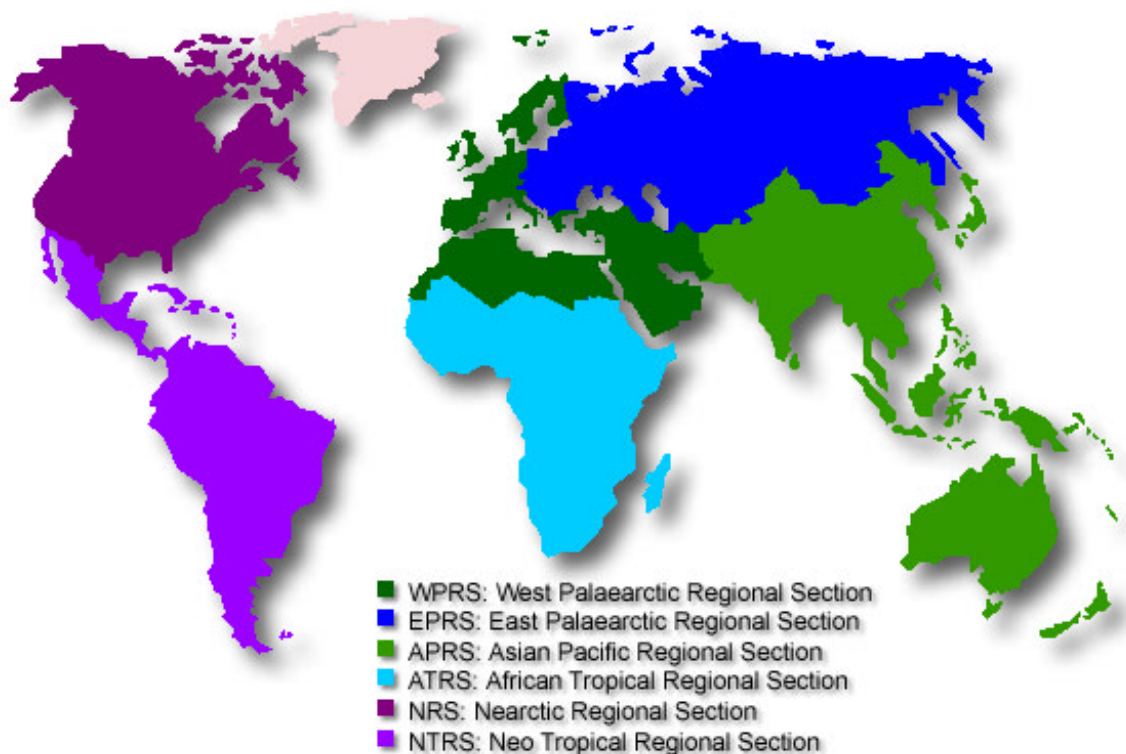 WPRS: West Palaearctic Regional Section
EPRS: East Palaearctic Regional Section
APRS: Asian Pacific Regional Section
ATRS: African Tropical Regional Section
NRS: Nearctic Regional Section
NTRS: Neo Tropical Regional Section